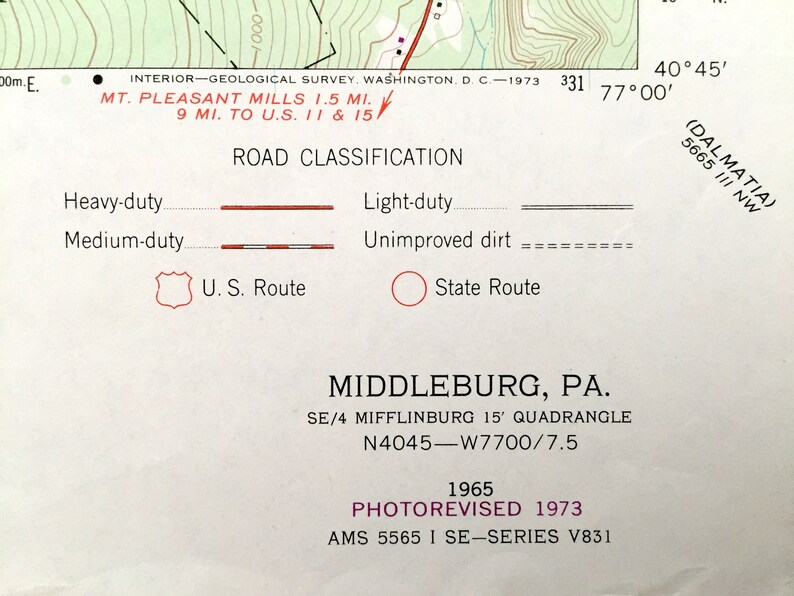 1000
00m.E.
INTERIOR—GEOLOGICAL SURVEY, WASHINGTON, D. C.—1973
331
40°45'
77°00'
MT. PLEASANT MILLS 1.5 MI.
9 MI. TO U.S. 11 & 15
(DALMATIA)
5665 III NW
ROAD CLASSIFICATION
Heavy-duty
Light-duty
Medium-duty
Unimproved dirt
U. S. Route
State Route
MIDDLEBURG, PA.
SE/4 MIFFLINBURG 15' QUADRANGLE
N4045—W7700/7.5
1965
PHOTOREVISED 1973
AMS 5565 I SE—SERIES V831